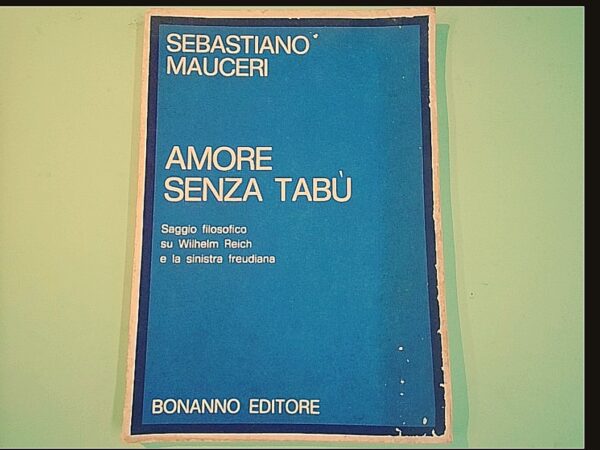 SEBASTIANO
MAUCERI
AMORE
SENZA TABÙ
Saggio filosofico
su Wilhelm Reich
e la sinistra freudiana
BONANNO EDITORE